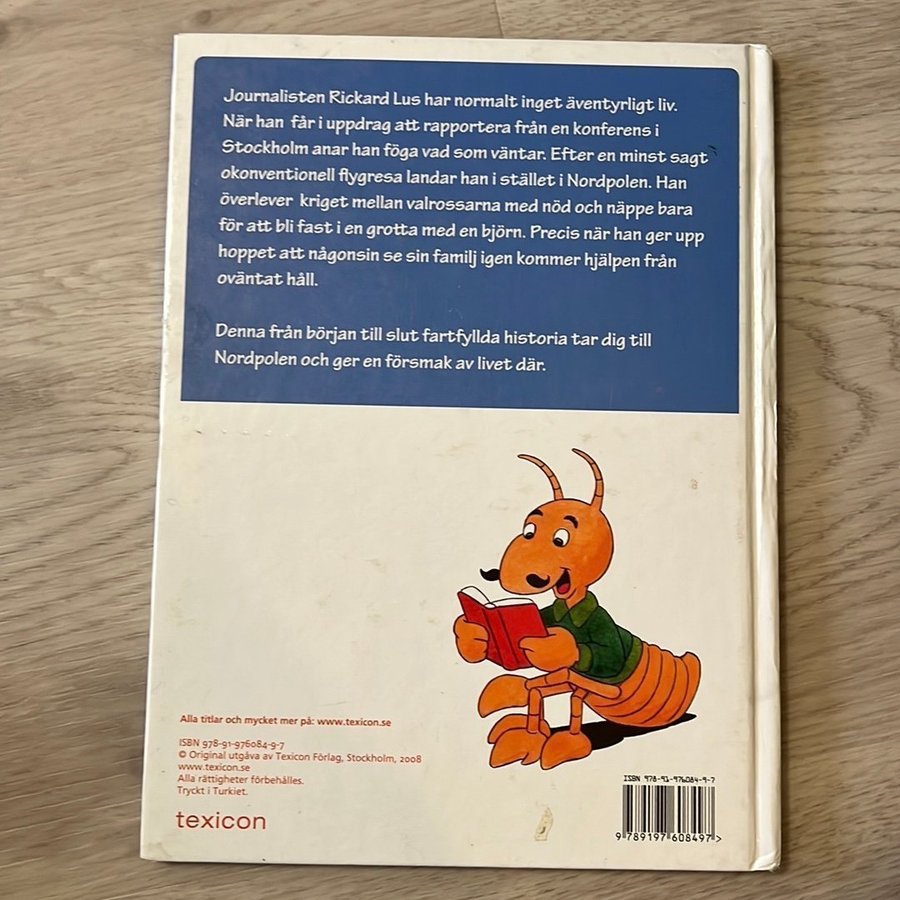 Journalisten Rickard Lus har normalt inget äventyrligt liv.
När han får i uppdrag att rapportera från en konferens i
Stockholm anar han föga vad som väntar. Efter en minst sagt
okonventionell flygresa landar han i stället i Nordpolen. Han
överlever kriget mellan valrossarna med nöd och näppe bara
för att bli fast i en grotta med en björn. Precis när han ger upp
hoppet att någonsin se sin familj igen kommer hjälpen från
oväntat håll.
Denna från början till slut fartfyllda historia tar dig till
Nordpolen och ger en försmak av livet där.
Alla titlar och mycket mer på: www.texicon.se
ISBN 978-91-976084-9-7
© Original utgåva av Texicon Förlag, Stockholm, 2008
www.texicon.se
Alla rättigheter förbehålles.
Tryckt i Turkiet.
texicon
ISBN 978-91-976084-9-7
9 789197 608497 >